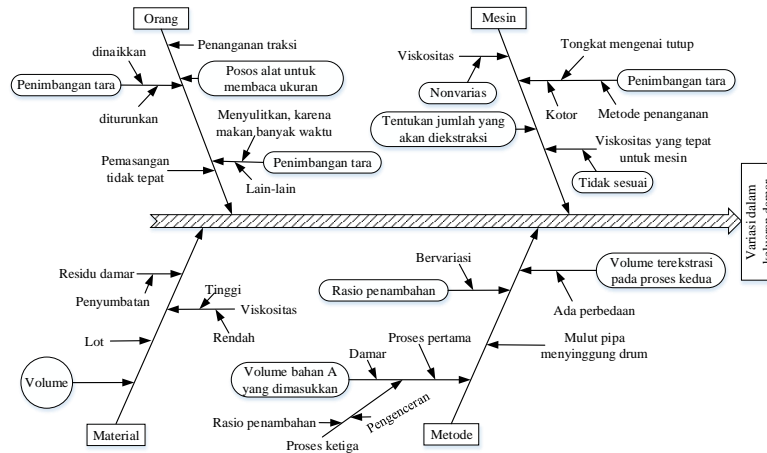 Orang
Mesin
dinaikkan
Penanganan traksi
Penimbangan tara
Posos alat untuk
membaca ukuran
diturunkan
Menyulitkan, karena
makan banyak waktu
Pemasangan
tidak tepat
Penimbangan tara
Lain-lain
Viskositas
Tongkat mengenai tutup
Nonvarias
Penimbangan tara
Kotor
Metode penanganan
Tentukan jumlah yang
akan diekstraksi
Viskositas yang tepat
untuk mesin
Tidak sesuai
Variasi dalam
keluaran damar
Residu damar
Penyumbatan
Tinggi
Viskositas
Rendah
Lot
Volume
Material
Bervariasi
Rasio penambahan
Volume terekstrasi
pada proses kedua
Ada perbedaan
Mulut pipa
menyinggung drum
Proses pertama
Damar
Volume bahan A
yang dimasukkan
Rasio penambahan
Pengenceran
Proses ketiga
Metode